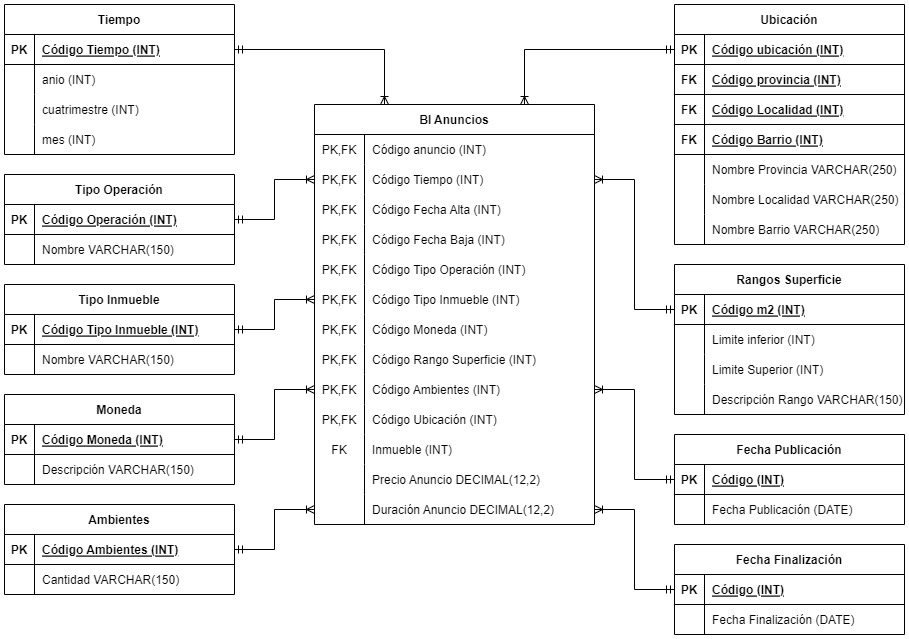 Tiempo
PK Código Tiempo (INT)
anio (INT)
cuatrimestre (INT)
mes (INT)
Tipo Operación
PK Código Operación (INT)
Nombre VARCHAR(150)
Tipo Inmueble
PK Código Tipo Inmueble (INT)
Nombre VARCHAR(150)
Moneda
PK Código Moneda (INT)
Descripción VARCHAR(150)
Ambientes
PK Código Ambientes (INT)
Cantidad VARCHAR(150)
BI Anuncios
PK,FK Código anuncio (INT)
PK,FK Código Tiempo (INT)
PK,FK Código Fecha Alta (INT)
PK,FK Código Fecha Baja (INT)
PK,FK Código Tipo Operación (INT)
PK,FK Código Tipo Inmueble (INT)
PK,FK Código Moneda (INT)
PK,FK Código Rango Superficie (INT)
PK,FK Código Ambientes (INT)
PK,FK Código Ubicación (INT)
FK Inmueble (INT)
Precio Anuncio DECIMAL(12,2)
Duración Anuncio DECIMAL(12,2)
Ubicación
PK Código ubicación (INT)
FK Código provincia (INT)
FK Código Localidad (INT)
FK Código Barrio (INT)
Nombre Provincia VARCHAR(250)
Nombre Localidad VARCHAR(250)
Nombre Barrio VARCHAR(250)
Rangos Superficie
PK Código m2 (INT)
Limite inferior (INT)
Limite Superior (INT)
Descripción Rango VARCHAR(150)
Fecha Publicación
PK Código (INT)
Fecha Publicación (DATE)
Fecha Finalización
PK Código (INT)
Fecha Finalización (DATE)